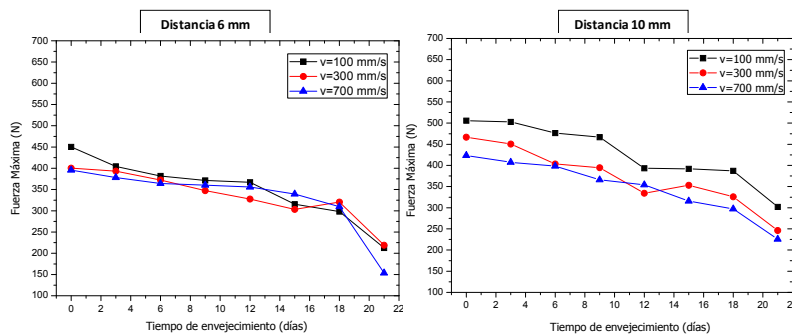 Distancia 6 mm
700
650
600
550
500
450
400
350
300
250
200
150
100
Fuerza Máxima (N)
v=100 mm/s
v=300 mm/s
v=700 mm/s
0 2 4 6 8 10 12 14 16 18 20 22
Tiempo de envejecimiento (días)
Distancia 10 mm
700
650
600
550
500
450
400
350
300
250
200
150
100
Fuerza Máxima (N)
v=100 mm/s
v=300 mm/s
v=700 mm/s
0 2 4 6 8 10 12 14 16 18 20 22
Tiempo de envejecimiento (días)